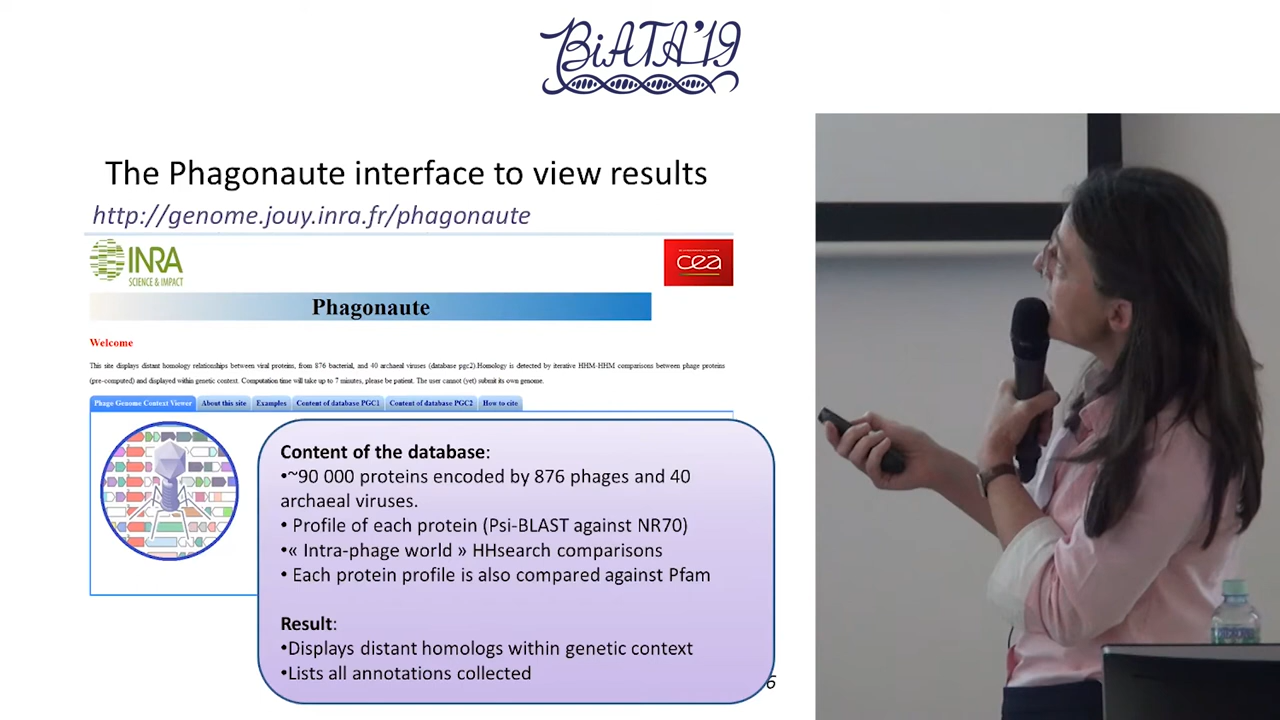 BiATA'19
The Phagonaute interface to view results
http://genome.jouy.inra.fr/phagonaute
INRA
SCIENCE & IMPACT
cea
Phagonaute
Welcome
This site displays distant homology relationships between viral proteins, from 876 bacterial, and 40 archaeal viruses (database pgc2).Homology is detected by iterative HHM-HHM comparisons between phage proteins
(pre-computed) and displayed within genetic context. Computation time will take up to 7 minutes, please be patient. The user cannot (yet) submit its own genome.
Phage Genome Context Viewer About this site Examples Content of database PGC1 Content of database PGC2 How to cite
Content of the database:
•~90 000 proteins encoded by 876 phages and 40
archaeal viruses.
• Profile of each protein (Psi-BLAST against NR70)
•« Intra-phage world » HHsearch comparisons
• Each protein profile is also compared against Pfam
Result:
•Displays distant homologs within genetic context
•Lists all annotations collected
6